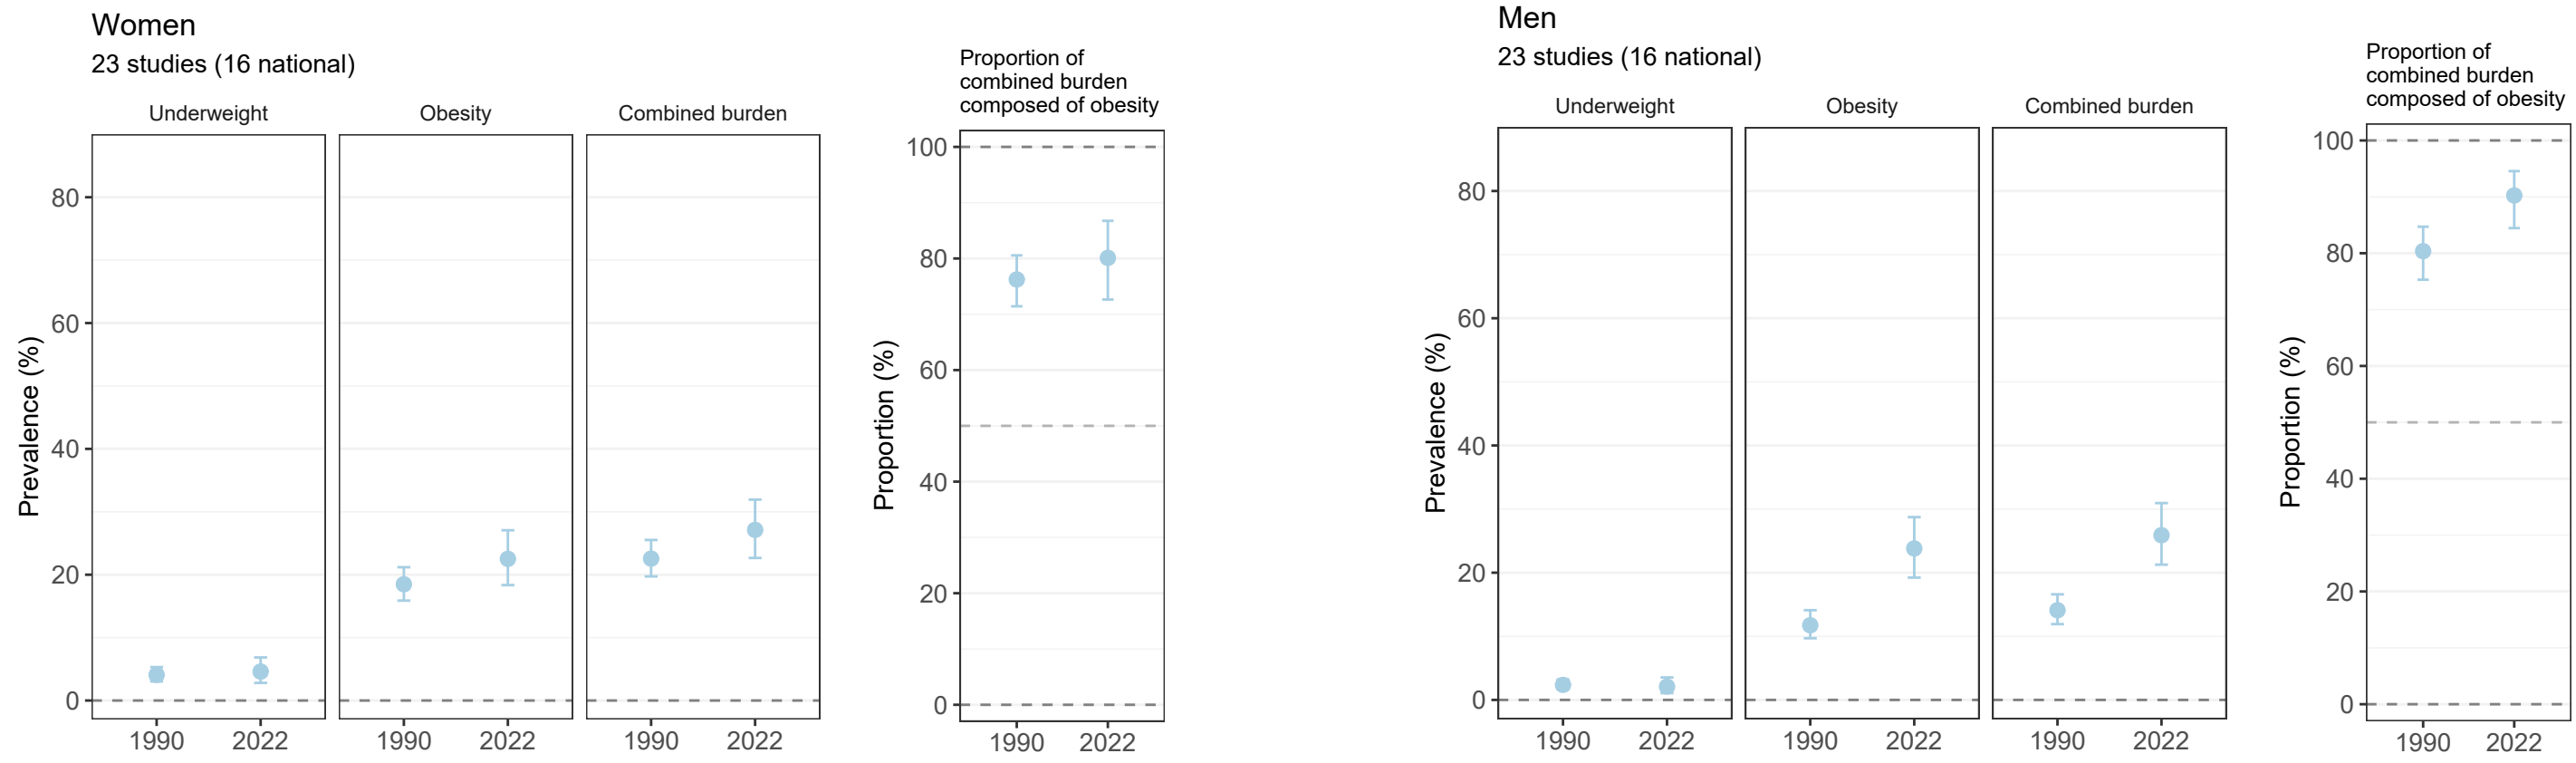 Women
23 studies (16 national)
Underweight
Obesity
Combined burden
Prevalence (%)
80
60
40
20
0
1990 2022
1990 2022
1990 2022
Proportion of
combined burden
composed of obesity
Proportion (%)
100
80
60
40
20
0
1990 2022
Men
23 studies (16 national)
Underweight
Obesity
Combined burden
Prevalence (%)
80
60
40
20
0
1990 2022
1990 2022
1990 2022
Proportion of
combined burden
composed of obesity
Proportion (%)
100
80
60
40
20
0
1990 2022